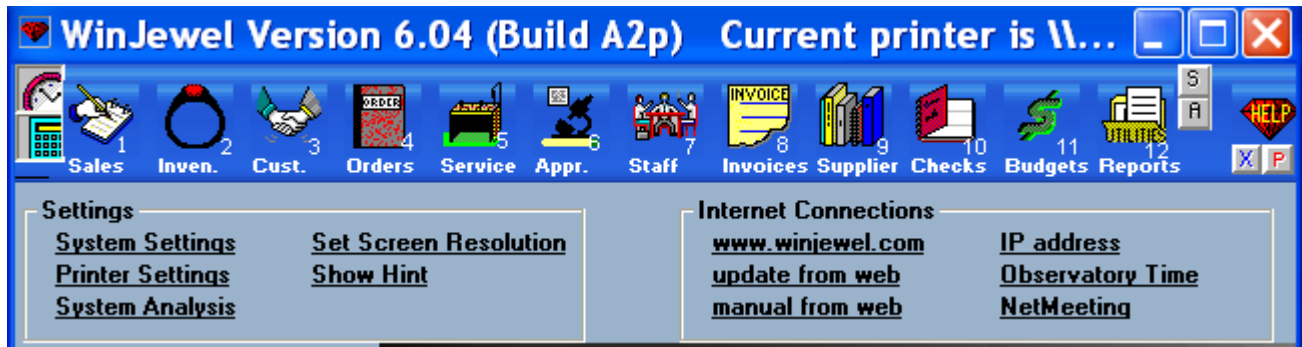 WinJewel Version 6.04 (Build A2p) Current printer is \\...
ORDER INVOICE S
A HELP
UTILITIES
1 2 3 4 5 6 7 8 9 10 11 12
Sales Inven. Cust. Orders Service Appr. Staff Invoices Supplier Checks Budgets Reports X P
Settings Internet Connections
System Settings Set Screen Resolution www.winjewel.com IP address
Printer Settings Show Hint update from web Observatory Time
System Analysis manual from web NetMeeting